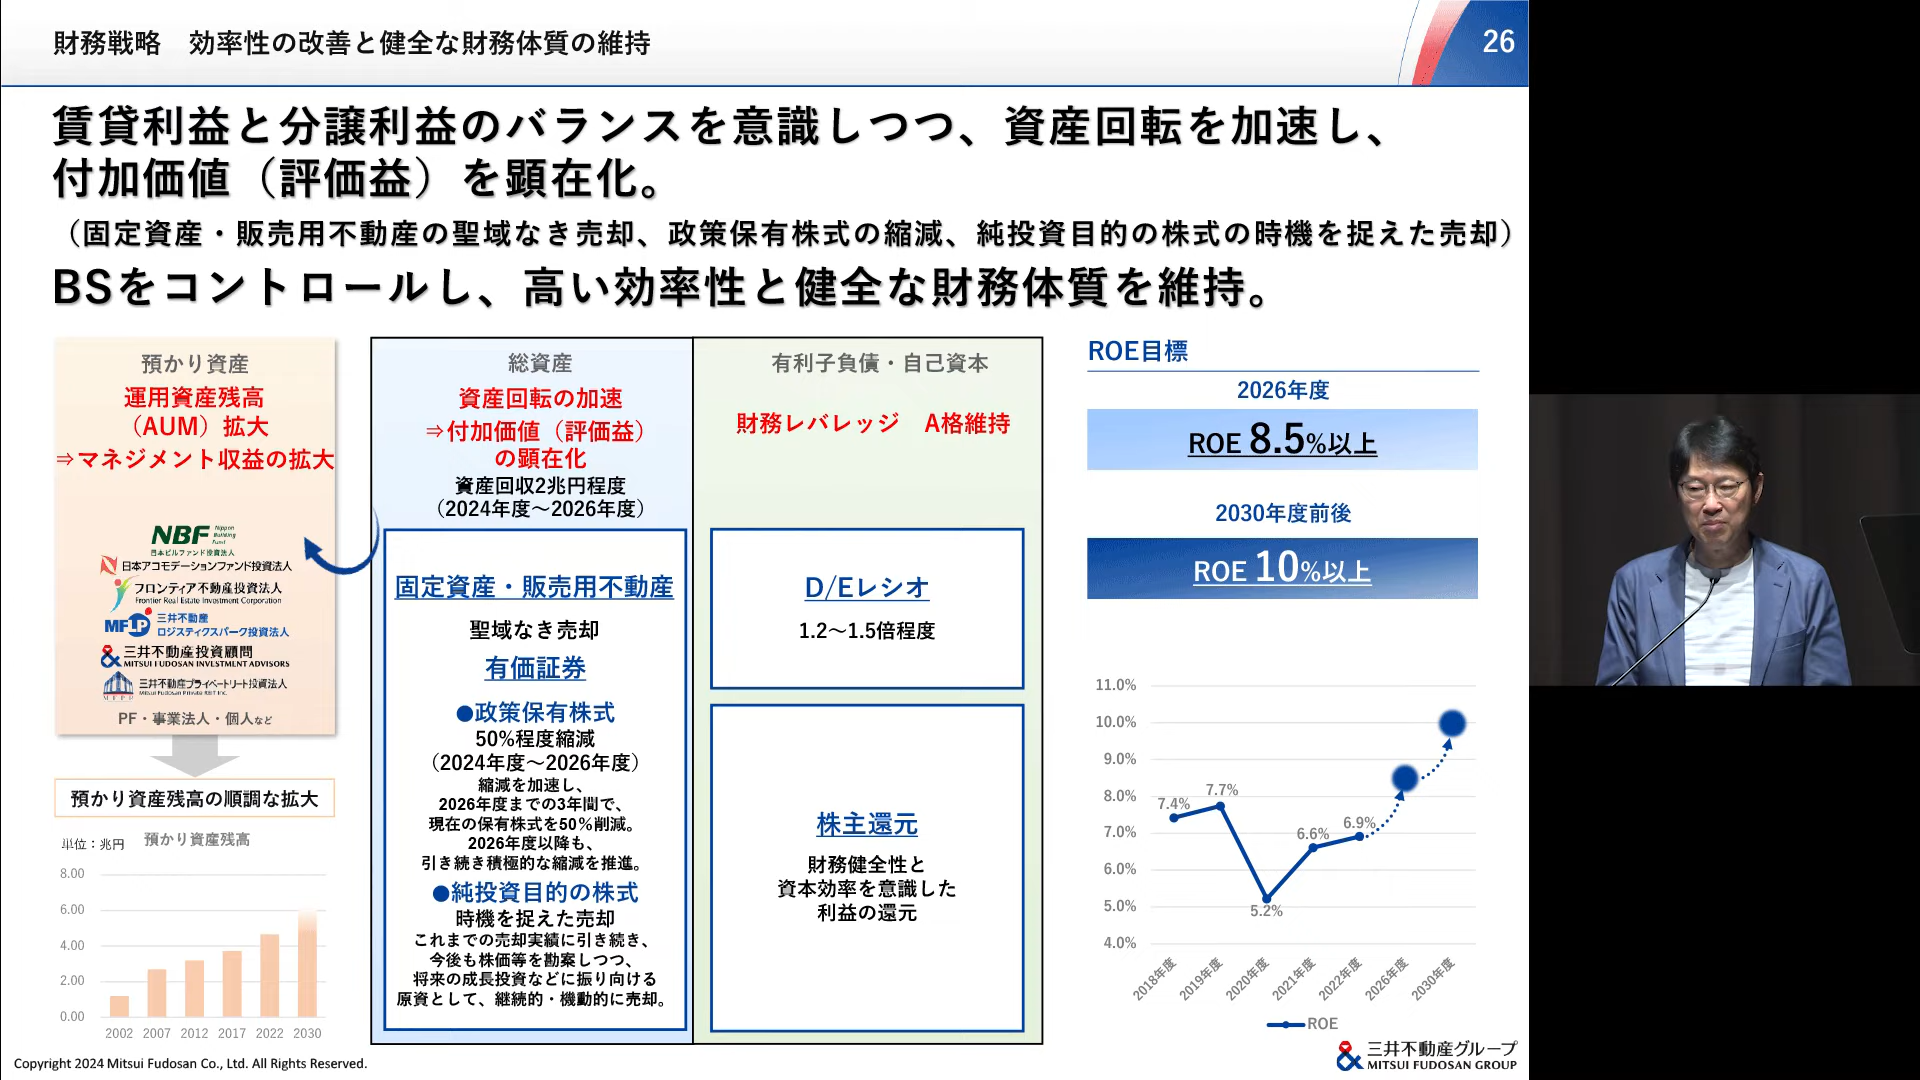 財務戦略　効率性の改善と健全な財務体質の維持
26
賃貸利益と分譲利益のバランスを意識しつつ、資産回転を加速し、
付加価値（評価益）を顕在化。
（固定資産・販売用不動産の聖域なき売却、政策保有株式の縮減、純投資目的の株式の時機を捉えた売却）
BSをコントロールし、高い効率性と健全な財務体質を維持。
預かり資産
運用資産残高
（AUM）拡大
⇒マネジメント収益の拡大
NBF Nippon Building Fund
日本ビルファンド投資法人
日本アコモデーションファンド投資法人
フロンティア不動産投資法人
Frontier Real Estate Investment Corporation
MFLP 三井不動産
ロジスティクスパーク投資法人
三井不動産投資顧問
MITSUI FUDOSAN INVESTMENT ADVISORS
三井不動産プライベートリート投資法人
Mitsui Fudosan Private REIT Inc.
PF・事業法人・個人など
預かり資産残高の順調な拡大
単位：兆円
預かり資産残高
8.00
6.00
4.00
2.00
0.00
2002 2007 2012 2017 2022 2030
総資産
資産回転の加速
⇒付加価値（評価益）
の顕在化
資産回収2兆円程度
（2024年度～2026年度）
固定資産・販売用不動産
聖域なき売却
有価証券
●政策保有株式
50%程度縮減
（2024年度～2026年度）
縮減を加速し、
2026年度までの3年間で、
現在の保有株式を50％削減。
2026年度以降も、
引き続き積極的な縮減を推進。
●純投資目的の株式
時機を捉えた売却
これまでの売却実績に引き続き、
今後も株価等を勘案しつつ、
将来の成長投資などに振り向ける
原資として、継続的・機動的に売却。
有利子負債・自己資本
財務レバレッジ　A格維持
D/Eレシオ
1.2～1.5倍程度
株主還元
財務健全性と
資本効率を意識した
利益の還元
ROE目標
2026年度
ROE 8.5%以上
2030年度前後
ROE 10%以上
11.0%
10.0%
9.0%
8.0%
7.0%
6.0%
5.0%
4.0%
7.4%
7.7%
5.2%
6.6%
6.9%
2018年度 2019年度 2020年度 2021年度 2022年度 2026年度 2030年度
ROE
Copyright 2024 Mitsui Fudosan Co., Ltd. All Rights Reserved.
三井不動産グループ
MITSUI FUDOSAN GROUP